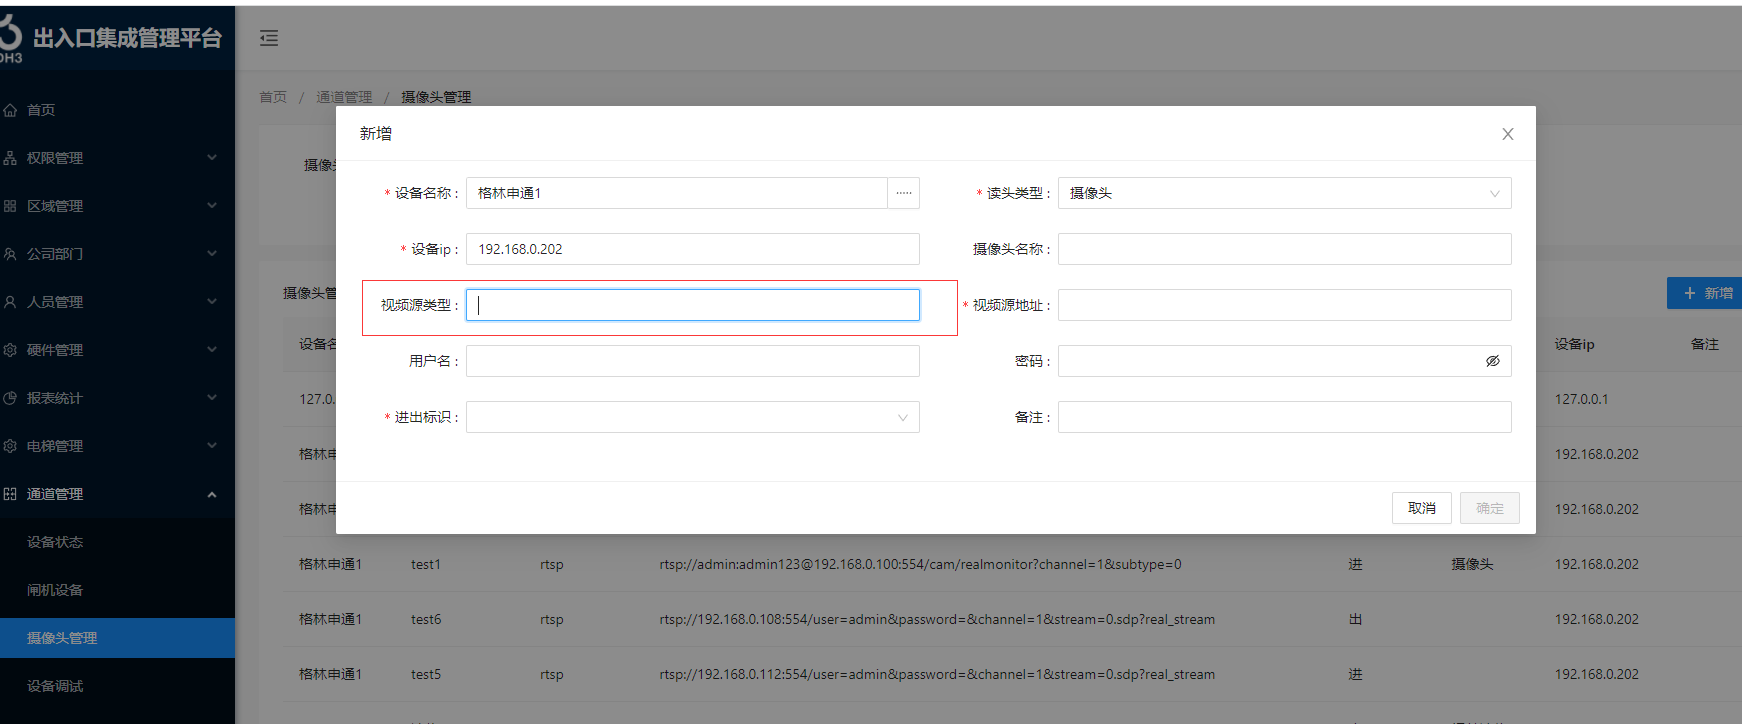 出入口集成管理平台
DH3
首页
权限管理
区域管理
公司部门
人员管理
硬件管理
报表统计
电梯管理
通道管理
设备状态
闸机设备
摄像头管理
设备调试
首页 / 通道管理 / 摄像头管理
新增
* 设备名称 : 格林申通1 ·····
* 读头类型 : 摄像头
* 设备ip : 192.168.0.202
摄像头名称 :
视频源类型 :
* 视频源地址 :
用户名 :
密码 :
* 进出标识 :
备注 :
取消 确定
摄像
摄像头管
+ 新增
设备名 设备ip 备注
127.0. 127.0.0.1
格林申 192.168.0.202
格林申 192.168.0.202
格林申通1 test1 rtsp rtsp://admin:admin123@192.168.0.100:554/cam/realmonitor?channel=1&subtype=0 进 摄像头 192.168.0.202
格林申通1 test6 rtsp rtsp://192.168.0.108:554/user=admin&password=&channel=1&stream=0.sdp?real_stream 出 192.168.0.202
格林申通1 test5 rtsp rtsp://192.168.0.112:554/user=admin&password=&channel=1&stream=0.sdp?real_stream 进 192.168.0.202